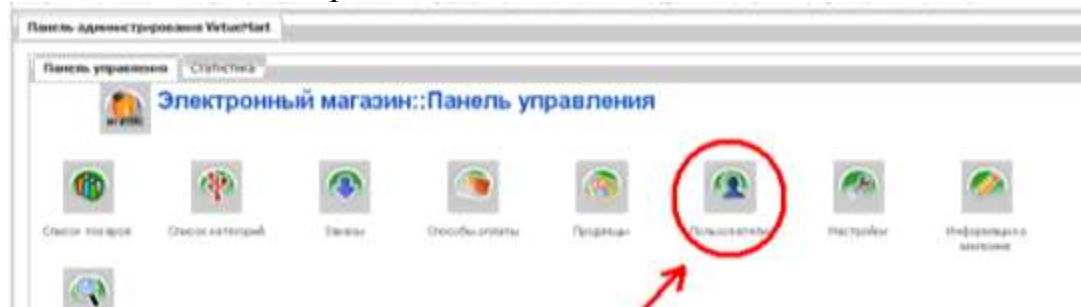 Панель администрирования VirtueMart
Панель управления Статистика
Электронный магазин::Панель управления
Список товаров Список категорий Заказы Способы оплаты Продавцы Пользователи Настройки Информация о
магазине